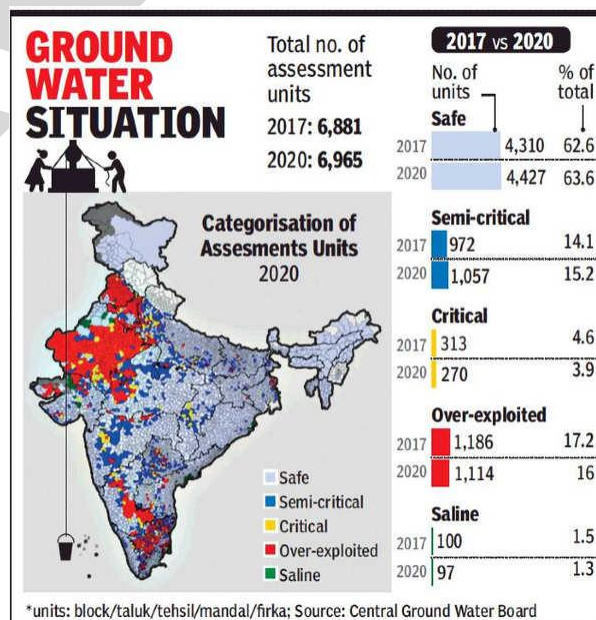 GROUND
WATER
SITUATION
Total no. of
assessment
units
2017: 6,881
2020: 6,965
2017 vs 2020
No. of
units
% of
total
Safe
2017 4,310 62.6
2020 4,427 63.6
Semi-critical
2017 972 14.1
2020 1,057 15.2
Critical
2017 313 4.6
2020 270 3.9
Over-exploited
2017 1,186 17.2
2020 1,114 16
Saline
2017 100 1.5
2020 97 1.3
Categorisation of
Assesments Units
2020
Safe
Semi-critical
Critical
Over-exploited
Saline
*units: block/taluk/tehsil/mandal/firka; Source: Central Ground Water Board